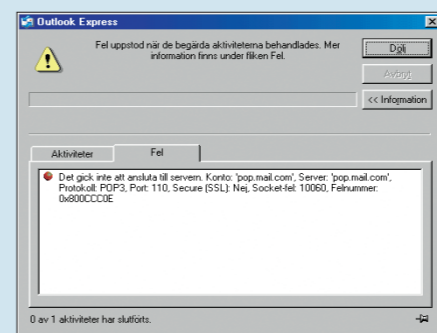 Outlook Express
Fel uppstod när de begärda aktiviteterna behandlades. Mer
information finns under fliken Fel.
Dölj
Avbryt
<< Information
Aktiviteter
Fel
Det gick inte att ansluta till servern. Konto: 'pop.mail.com', Server: 'pop.mail.com',
Protokoll: POP3, Port: 110, Secure (SSL): Nej, Socket-fel: 10060, Felnummer:
0x800CCC0E
0 av 1 aktiviteter har slutförts.